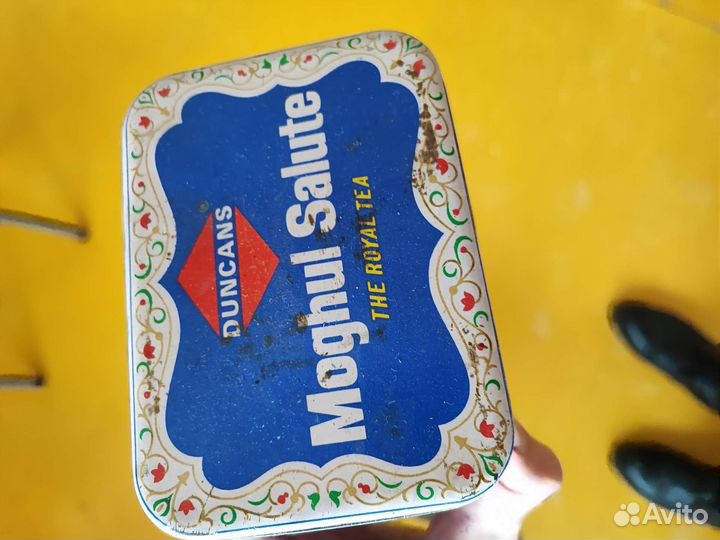 DUNCANS
Moghul Salute
THE ROYAL TEA
Avito